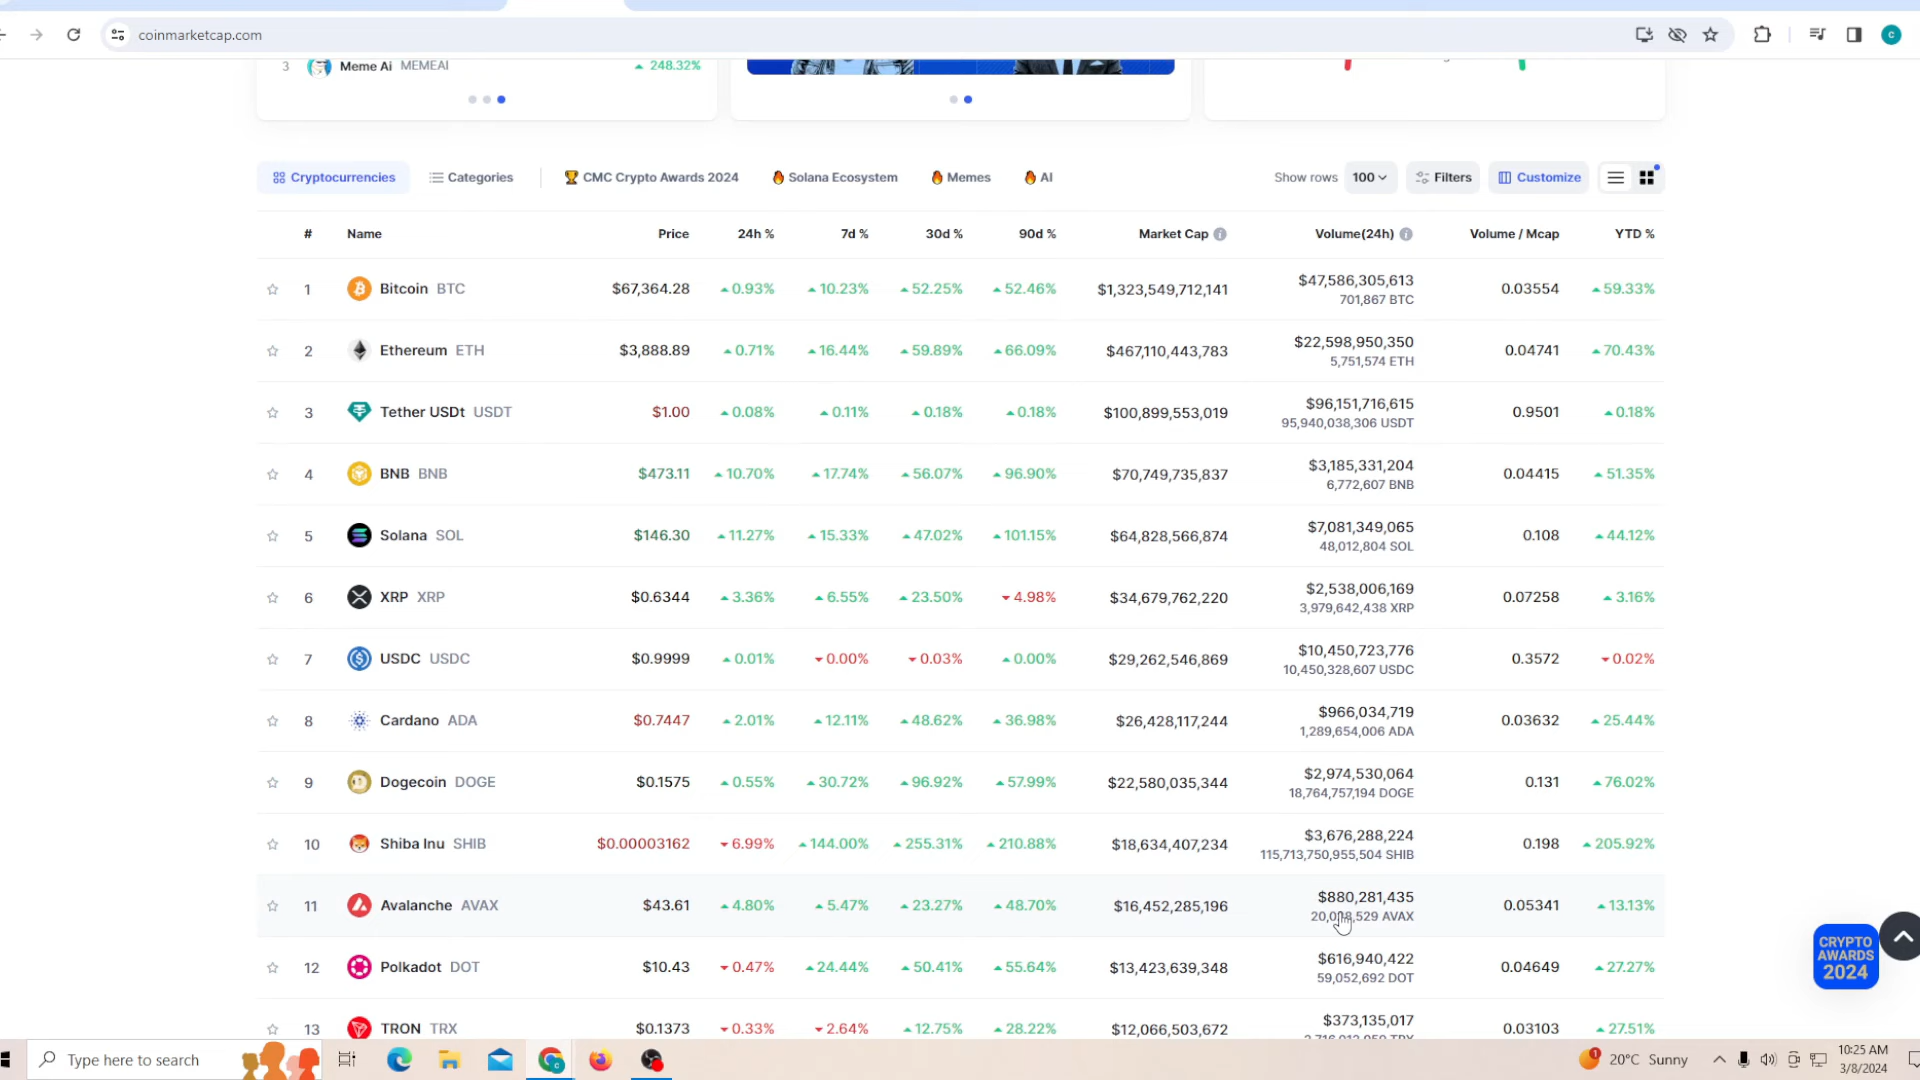 coinmarketcap.com
3 Meme Ai MEMEAI 248.32%
Cryptocurrencies Categories CMC Crypto Awards 2024 Solana Ecosystem Memes AI Show rows 100 Filters Customize
# Name Price 24h % 7d % 30d % 90d % Market Cap Volume(24h) Volume / Mcap YTD %
1 Bitcoin BTC $67,364.28 0.93% 10.23% 52.25% 52.46% $1,323,549,712,141 $47,586,305,613 0.03554 59.33%
701,867 BTC
2 Ethereum ETH $3,888.89 0.71% 16.44% 59.89% 66.09% $467,110,443,783 $22,598,950,350 0.04741 70.43%
5,751,574 ETH
3 Tether USDt USDT $1.00 0.08% 0.11% 0.18% 0.18% $100,899,553,019 $96,151,716,615 0.9501 0.18%
95,940,038,306 USDT
4 BNB BNB $473.11 10.70% 17.74% 56.07% 96.90% $70,749,735,837 $3,185,331,204 0.04415 51.35%
6,772,607 BNB
5 Solana SOL $146.30 11.27% 15.33% 47.02% 101.15% $64,828,566,874 $7,081,349,065 0.108 44.12%
48,012,804 SOL
6 XRP XRP $0.6344 3.36% 6.55% 23.50% 4.98% $34,679,762,220 $2,538,006,169 0.07258 3.16%
3,979,642,438 XRP
7 USDC USDC $0.9999 0.01% 0.00% 0.03% 0.00% $29,262,546,869 $10,450,723,776 0.3572 0.02%
10,450,328,607 USDC
8 Cardano ADA $0.7447 2.01% 12.11% 48.62% 36.98% $26,428,117,244 $966,034,719 0.03632 25.44%
1,289,654,006 ADA
9 Dogecoin DOGE $0.1575 0.55% 30.72% 96.92% 57.99% $22,580,035,344 $2,974,530,064 0.131 76.02%
18,764,757,194 DOGE
10 Shiba Inu SHIB $0.00003162 6.99% 144.00% 255.31% 210.88% $18,634,407,234 $3,676,288,224 0.198 205.92%
115,713,750,955,504 SHIB
11 Avalanche AVAX $43.61 4.80% 5.47% 23.27% 48.70% $16,452,285,196 $880,281,435 0.05341 13.13%
AVAX
12 Polkadot DOT $10.43 0.47% 24.44% 50.41% 55.64% $13,423,639,348 $616,940,422 0.04649 27.27%
59,052,692 DOT
13 TRON TRX $0.1373 0.33% 2.64% 12.75% 28.22% $12,066,503,672 $373,135,017 0.03103 27.51%
CRYPTO
AWARDS
2024
Type here to search 1 20°C Sunny 10:25 AM
3/8/2024
C